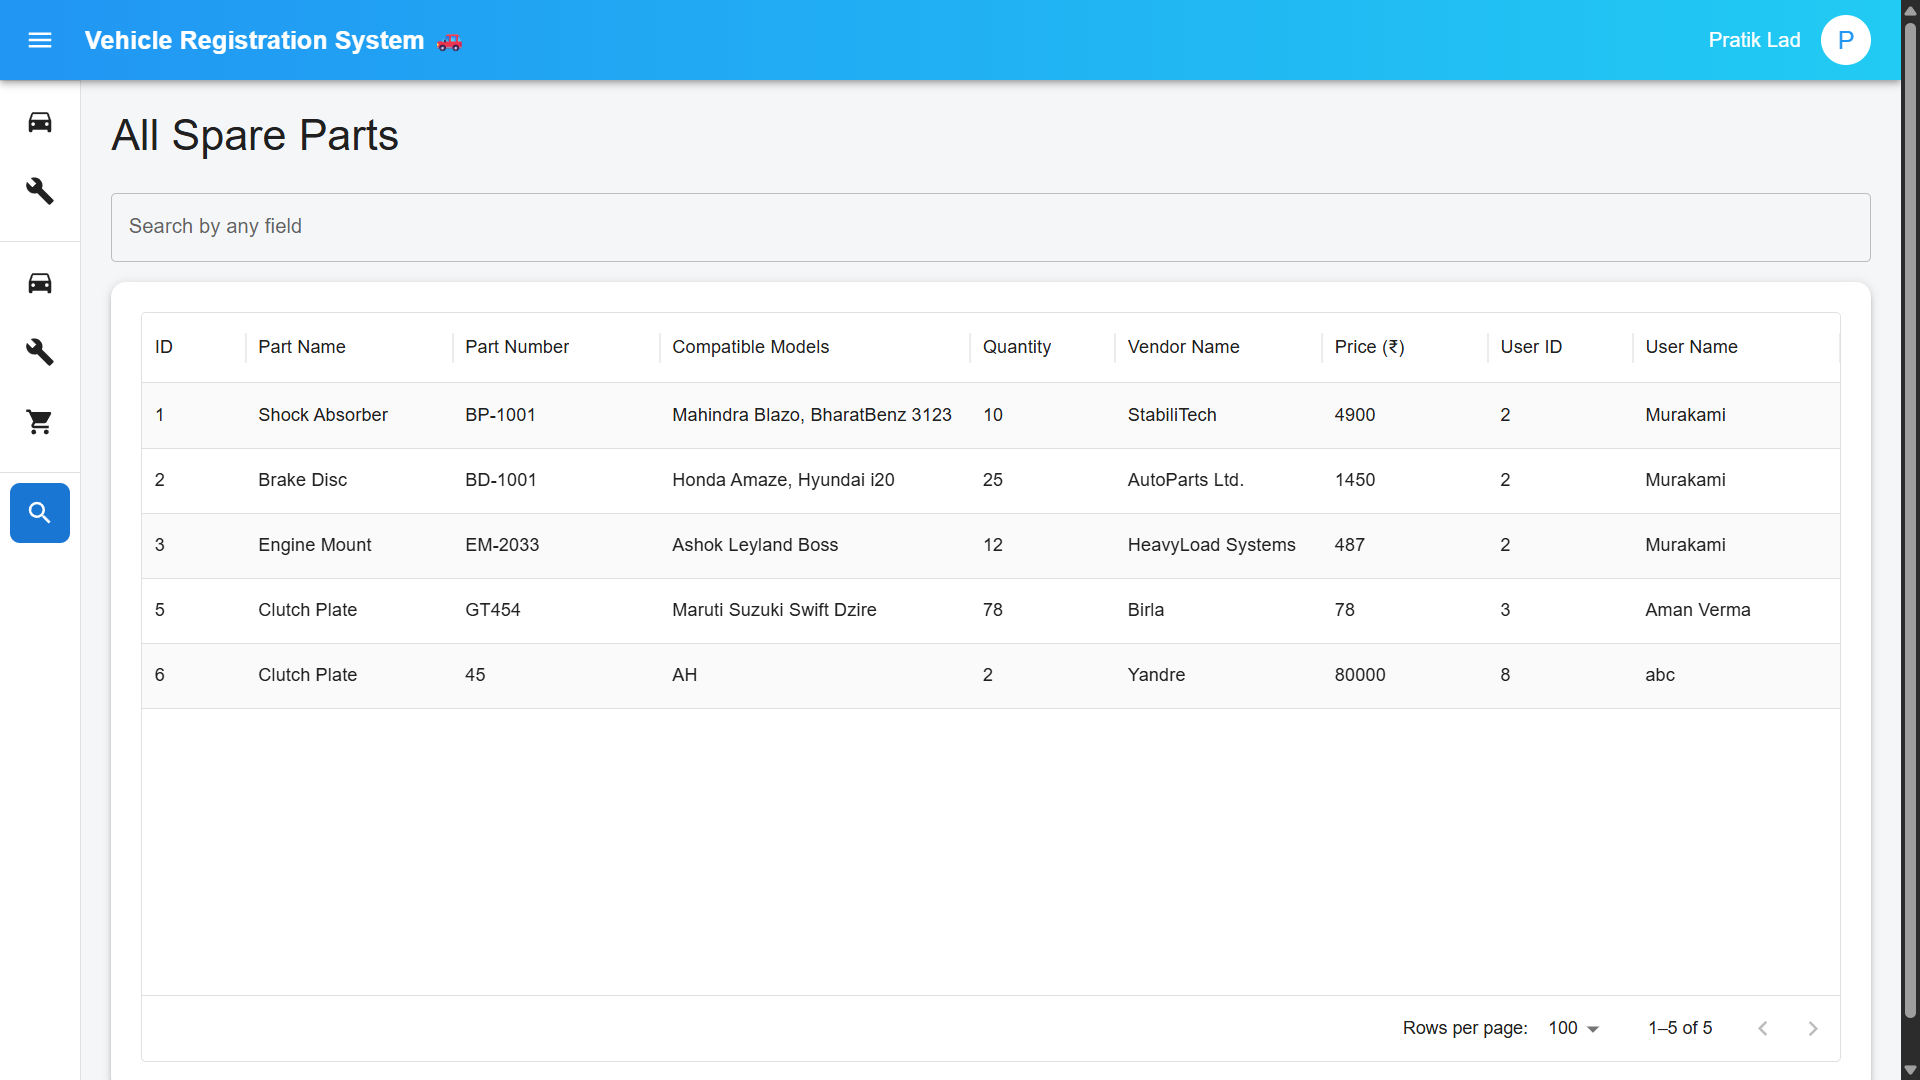 Vehicle Registration System
Pratik Lad P
All Spare Parts
Search by any field
ID Part Name Part Number Compatible Models Quantity Vendor Name Price (₹) User ID User Name
1 Shock Absorber BP-1001 Mahindra Blazo, BharatBenz 3123 10 StabiliTech 4900 2 Murakami
2 Brake Disc BD-1001 Honda Amaze, Hyundai i20 25 AutoParts Ltd. 1450 2 Murakami
3 Engine Mount EM-2033 Ashok Leyland Boss 12 HeavyLoad Systems 487 2 Murakami
5 Clutch Plate GT454 Maruti Suzuki Swift Dzire 78 Birla 78 3 Aman Verma
6 Clutch Plate 45 AH 2 Yandre 80000 8 abc
Rows per page: 100 1–5 of 5